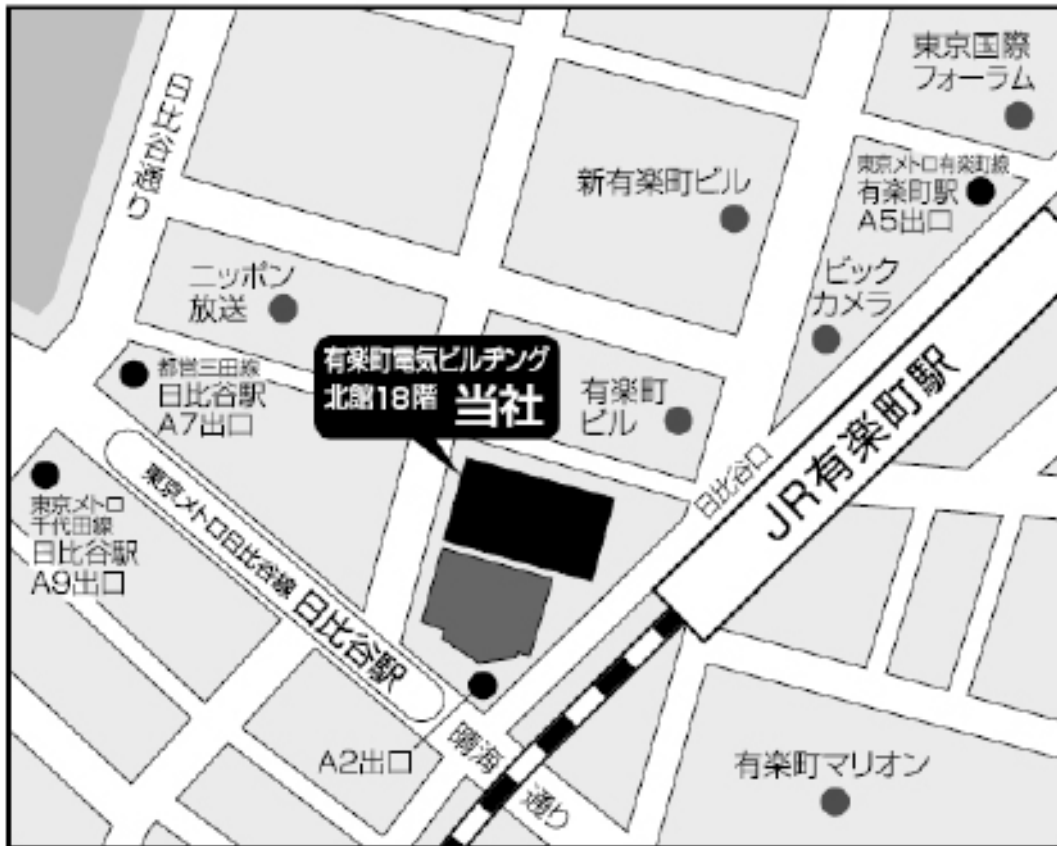 東京国際
フォーラム
日比谷通り
新有楽町ビル
東京メトロ有楽町線
有楽町駅
A5出口
ニッポン
放送
ビック
カメラ
有楽町電気ビルヂング
北館18階 当社
都営三田線
日比谷駅
A7出口
有楽町
ビル
JR有楽町駅
日比谷口
東京メトロ
千代田線
日比谷駅
A9出口
東京メトロ日比谷線 日比谷駅
A2出口
晴海通り
有楽町マリオン